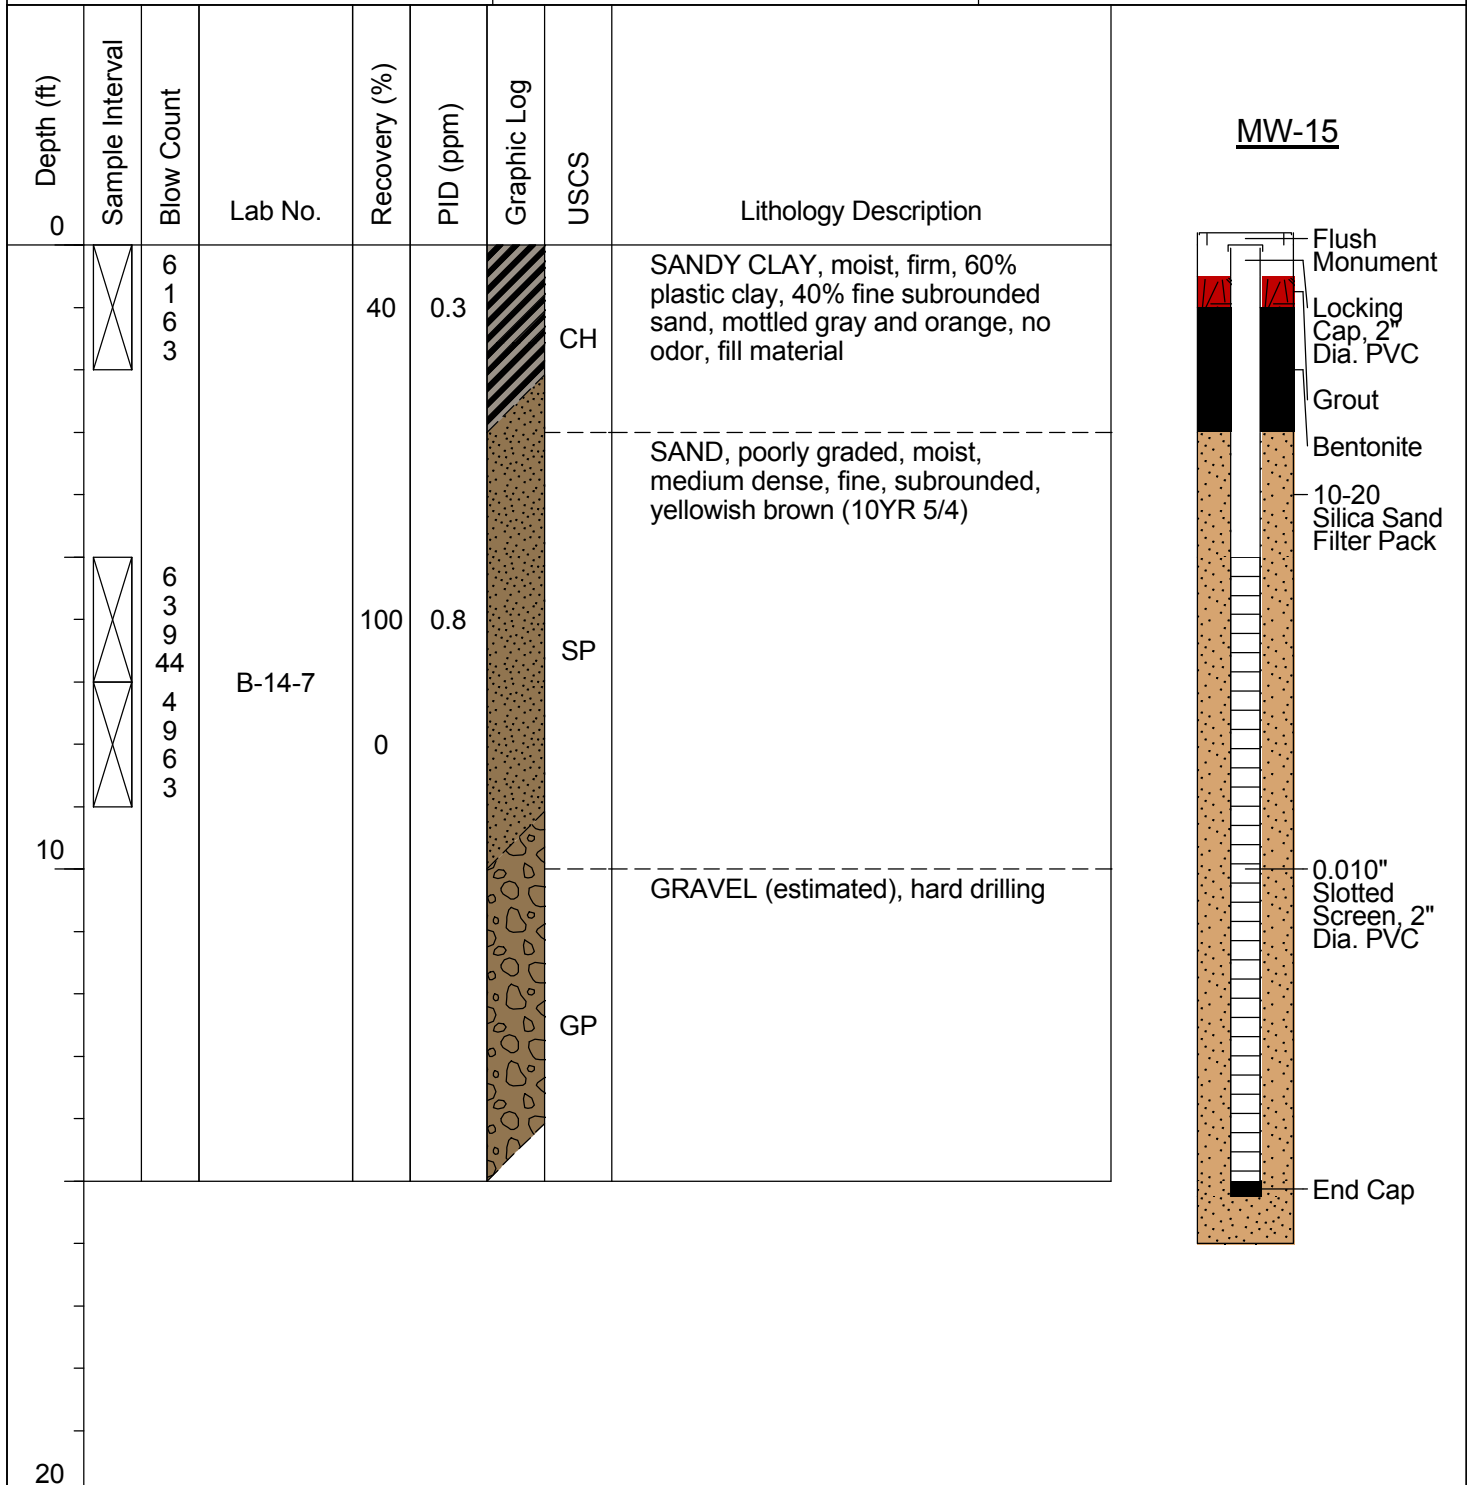 Depth (ft)
Sample Interval
Blow Count
Lab No.
Recovery (%)
PID (ppm)
Graphic Log
USCS
Lithology Description
MW-15
0
6
1
6
3
40
0.3
CH
SANDY CLAY, moist, firm, 60%
plastic clay, 40% fine subrounded
sand, mottled gray and orange, no
odor, fill material
SAND, poorly graded, moist,
medium dense, fine, subrounded,
yellowish brown (10YR 5/4)
6
3
9
44
100
0.8
SP
B-14-7
4
9
6
3
0
10
GRAVEL (estimated), hard drilling
GP
20
Flush
Monument
Locking
Cap, 2"
Dia. PVC
Grout
Bentonite
10-20
Silica Sand
Filter Pack
0.010"
Slotted
Screen, 2"
Dia. PVC
End Cap